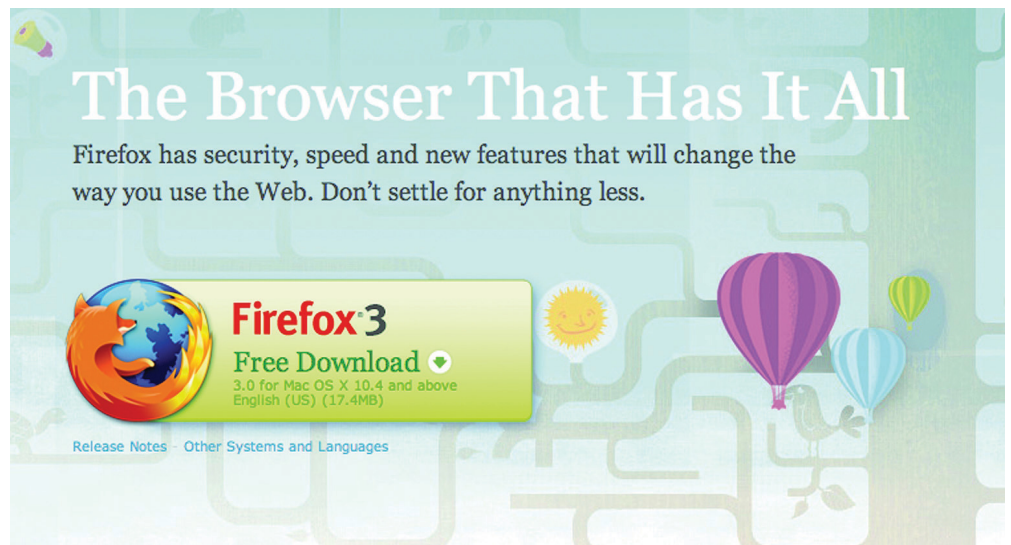 The Browser That Has It All
Firefox has security, speed and new features that will change the
way you use the Web. Don’t settle for anything less.
Firefox®3
Free Download
3.0 for Mac OS X 10.4 and above
English (US) (17.4MB)
Release Notes - Other Systems and Languages